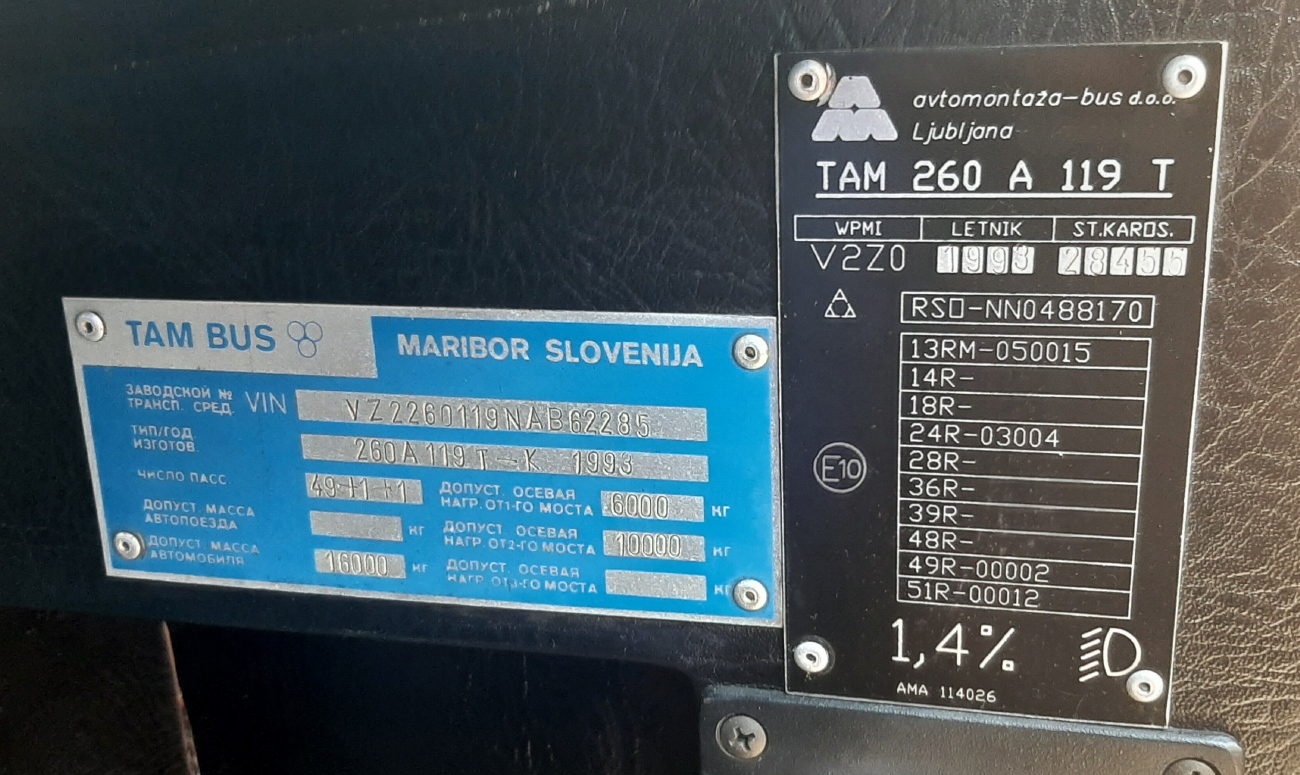 TAM BUS
MARIBOR SLOVENIJA
ЗАВОДСКОЙ №
ТРАНСП. СРЕД. VIN VZ2260119NAB62285
ТИП/ГОД
ИЗГОТОВ. 260A119T-K 1993
ЧИСЛО ПАСС 49+1+1
ДОПУСТ. ОСЕВАЯ
НАГР. ОТ1-ГО МОСТА 6000 КГ
ДОПУСТ. МАССА
АВТОПОЕЗДА КГ
ДОПУСТ. ОСЕВАЯ
НАГР. ОТ2-ГО МОСТА 10000 КГ
ДОПУСТ. МАССА
АВТОМОБИЛЯ 16000 КГ
ДОПУСТ. ОСЕВАЯ
НАГР. ОТ3-ГО МОСТА КГ
avtomontaža-bus d.o.o.
Ljubljana
TAM 260 A 119 T
WPMI LETNIK ST.KAROS.
V2Z0 1993 28455
RSO-NN0488170
13RM-050015
14R-
18R-
24R-03004
28R-
36R-
39R-
48R-
49R-00002
51R-00012
E10
1,4%
AMA 114026